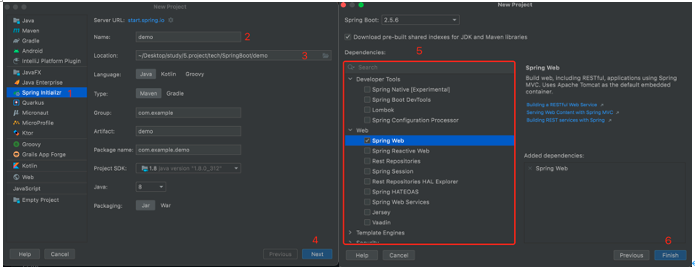 New Project
Java
Maven
Gradle
Android
IntelliJ Platform Plugin
JavaFX
Java Enterprise
Spring Initializr
1
Quarkus
Micronaut
MicroProfile
Ktor
Groovy
Grails App Forge
Kotlin
Web
JavaScript
Empty Project
Server URL: start.spring.io
Name: demo 2
Location: ~/Desktop/study/5.project/tech/SpringBoot/demo 3
Language: Java Kotlin Groovy
Type: Maven Gradle
Group: com.example
Artifact: demo
Package name: com.example.demo
Project SDK: 1.8 java version "1.8.0_312"
Java: 8
Packaging: Jar War
4
Help Cancel Previous Next
New Project
Spring Boot: 2.5.6
Download pre-built shared indexes for JDK and Maven libraries
Dependencies: 5
Search
Developer Tools
Spring Native [Experimental]
Spring Boot DevTools
Lombok
Spring Configuration Processor
Web
Spring Web
Spring Reactive Web
Rest Repositories
Spring Session
Rest Repositories HAL Explorer
Spring HATEOAS
Spring Web Services
Jersey
Vaadin
Template Engines
Security
Spring Web
Build web, including RESTful, applications using Spring
MVC. Uses Apache Tomcat as the default embedded
container.
Building a RESTful Web Service
Serving Web Content with Spring MVC
Building REST services with Spring
Added dependencies:
Spring Web
6
Help Cancel Previous Finish